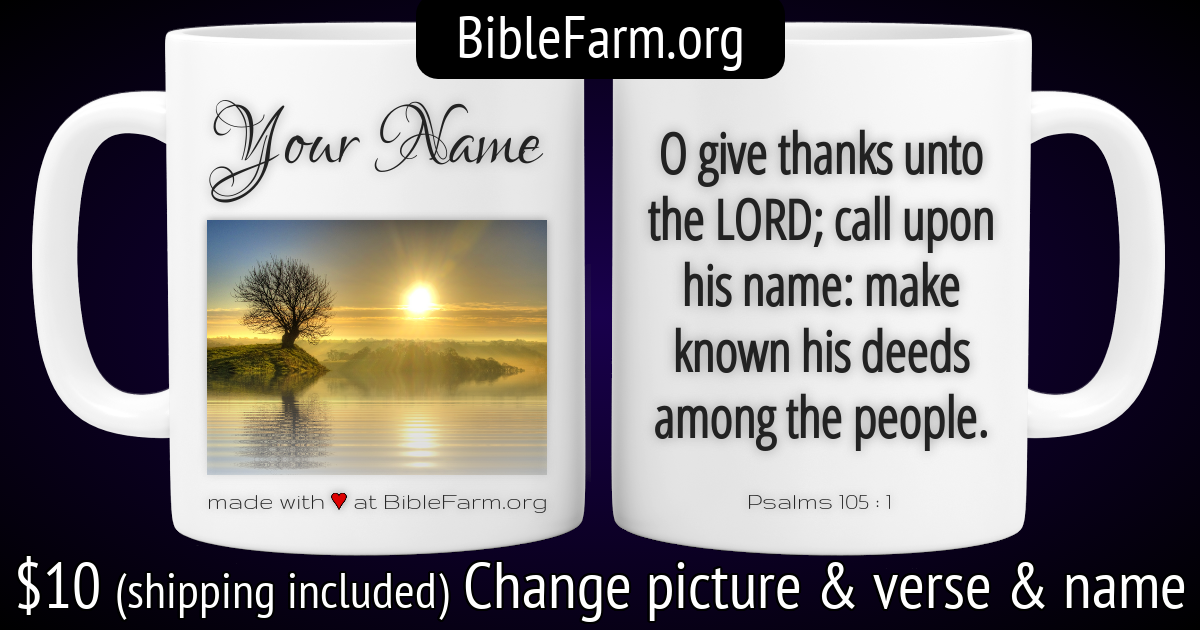 BibleFarm.org
Your Name
made with ♥ at BibleFarm.org
O give thanks unto
the LORD; call upon
his name: make
known his deeds
among the people.
Psalms 105 : 1
$10 (shipping included) Change picture & verse & name